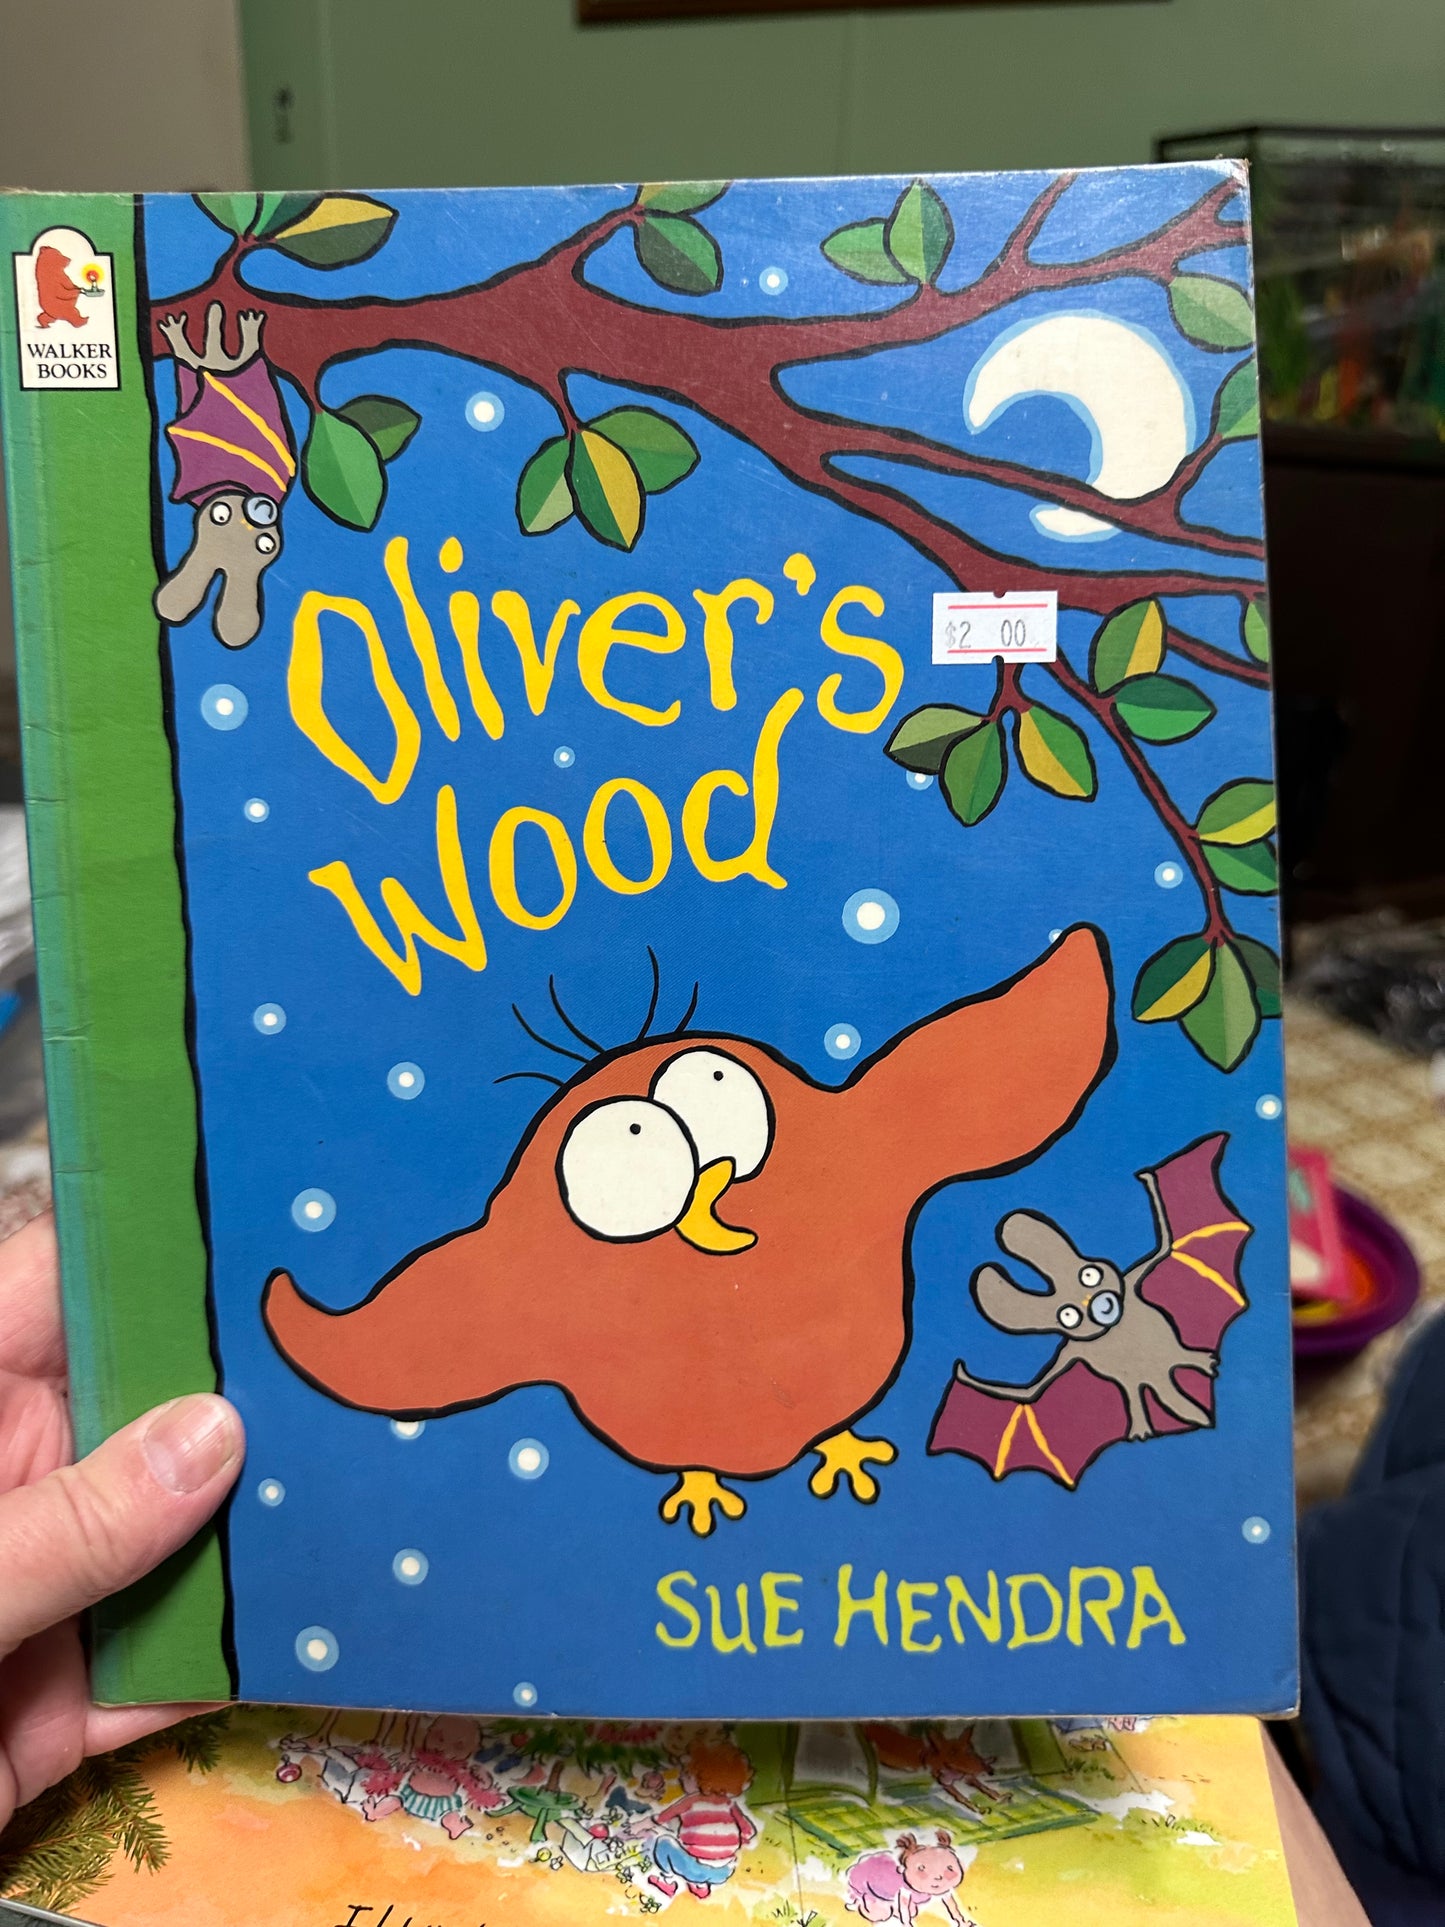 WALKER
BOOKS
Oliver's
Wood
$2 00
SUE HENDRA